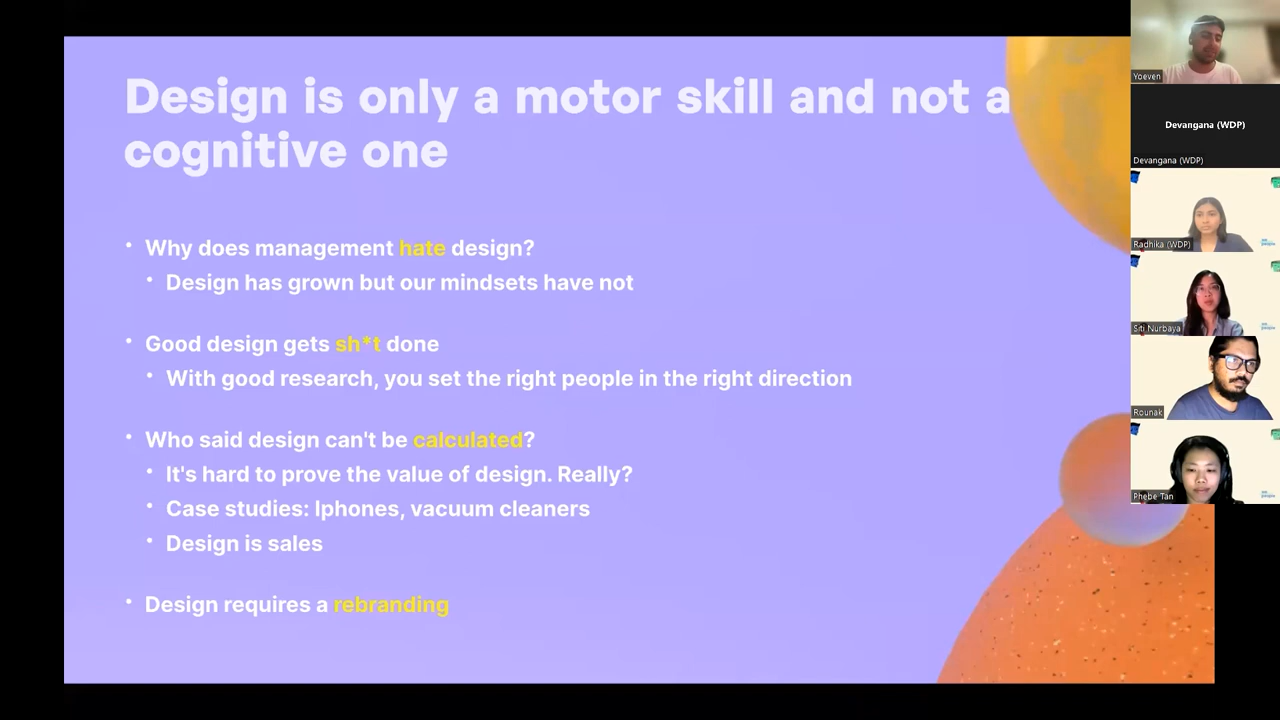 Design is only a motor skill and not a
cognitive one
• Why does management hate design?
• Design has grown but our mindsets have not
• Good design gets sh*t done
• With good research, you set the right people in the right direction
• Who said design can't be calculated?
• It's hard to prove the value of design. Really?
• Case studies: Iphones, vacuum cleaners
• Design is sales
• Design requires a rebranding
Yoeven
Devangana (WDP)
Devangana (WDP)
Radhika (WDP)
Siti Nurbaya
Rounak
Phebe Tan